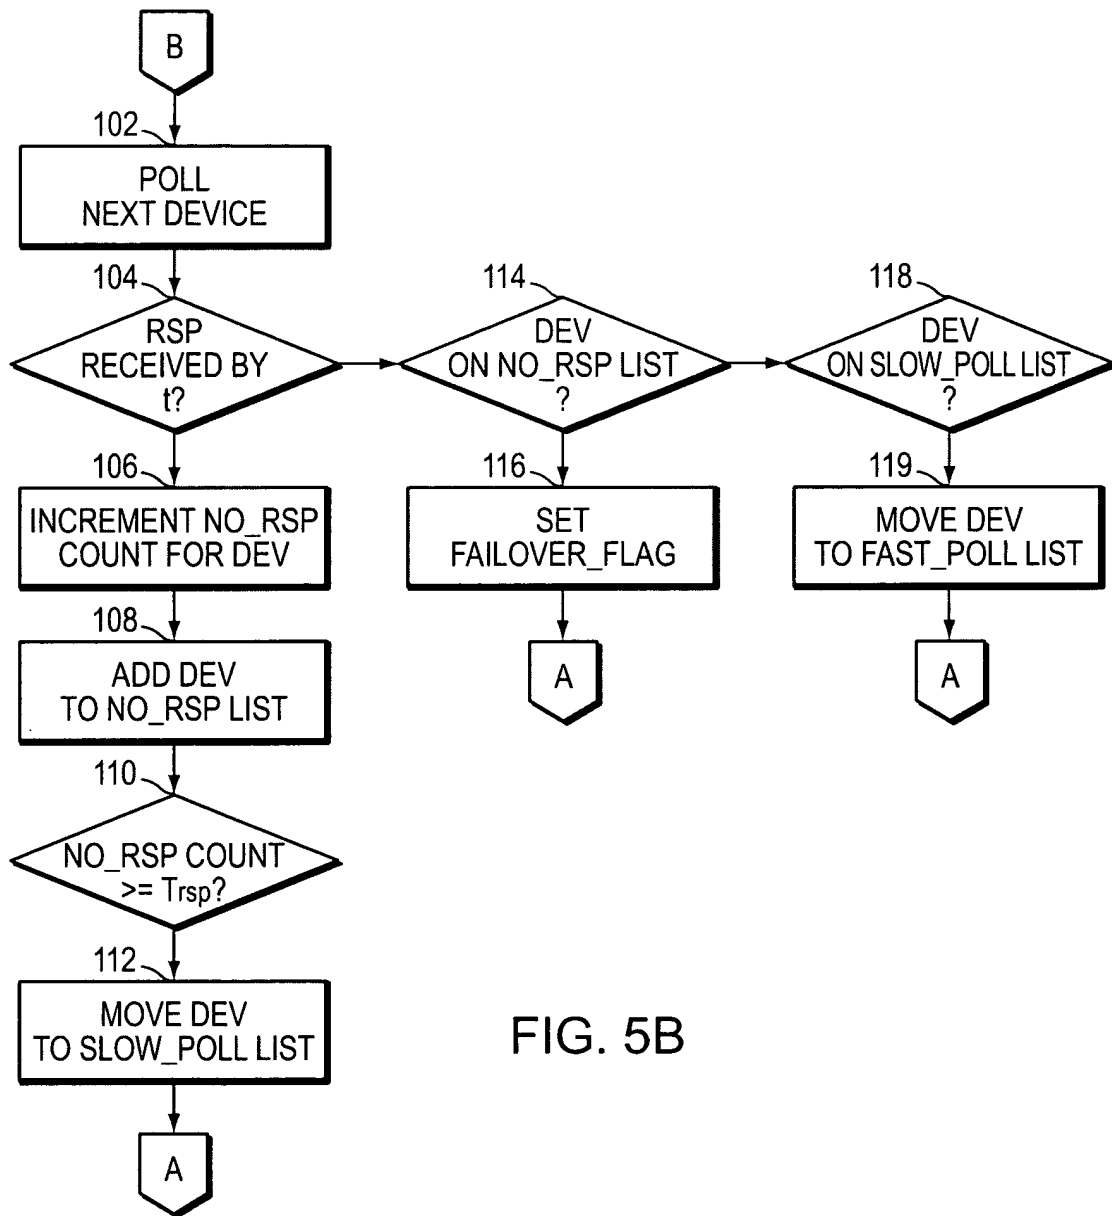 B
102
POLL
NEXT DEVICE
104
RSP
RECEIVED BY
t?
114
DEV
ON NO_RSP LIST
?
118
DEV
ON SLOW_POLL LIST
?
106
INCREMENT NO_RSP
COUNT FOR DEV
116
SET
FAILOVER_FLAG
119
MOVE DEV
TO FAST_POLL LIST
108
ADD DEV
TO NO_RSP LIST
A
A
110
NO_RSP COUNT
>= Trsp?
112
MOVE DEV
TO SLOW_POLL LIST
A
FIG. 5B